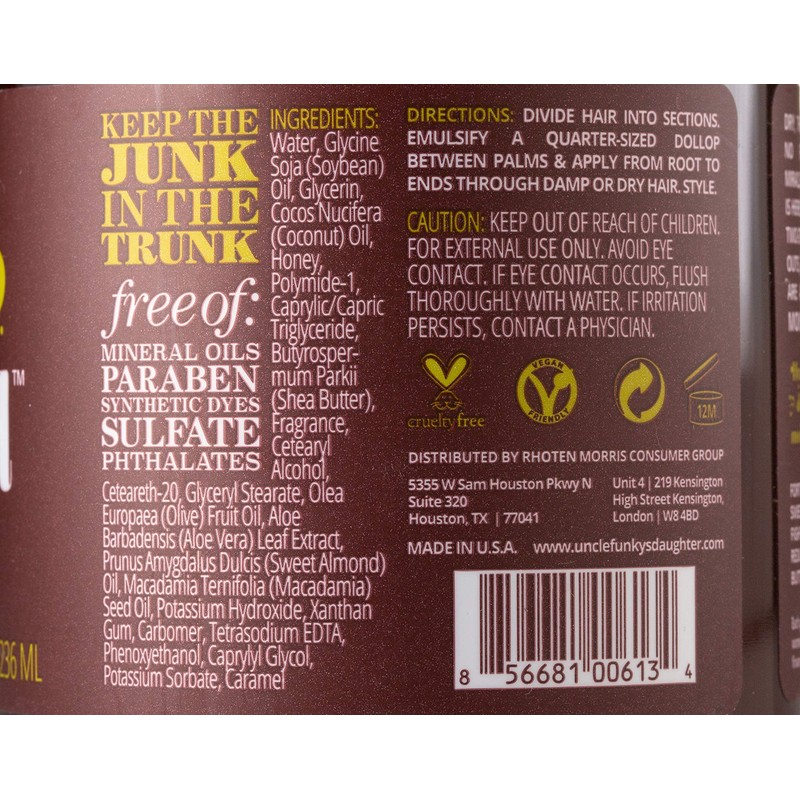 KEEP THE
JUNK
IN THE
TRUNK
free of:
MINERAL OILS
PARABEN
SYNTHETIC DYES
SULFATE
PHTHALATES
INGREDIENTS:
Water, Glycine
Soja (Soybean)
Oil, Glycerin,
Cocos Nucifera
(Coconut) Oil,
Honey,
Polymide-1,
Caprylic/Capric
Triglyceride,
Butyrosper-
mum Parkii
(Shea Butter),
Fragrance,
Cetearyl
Alcohol,
Ceteareth-20, Glyceryl Stearate, Olea
Europaea (Olive) Fruit Oil, Aloe
Barbadensis (Aloe Vera) Leaf Extract,
Prunus Amygdalus Dulcis (Sweet Almond)
Oil, Macadamia Ternifolia (Macadamia)
Seed Oil, Potassium Hydroxide, Xanthan
Gum, Carbomer, Tetrasodium EDTA,
Phenoxyethanol, Caprylyl Glycol,
Potassium Sorbate, Caramel
DIRECTIONS: DIVIDE HAIR INTO SECTIONS.
EMULSIFY A QUARTER-SIZED DOLLOP
BETWEEN PALMS & APPLY FROM ROOT TO
ENDS THROUGH DAMP OR DRY HAIR. STYLE.
CAUTION: KEEP OUT OF REACH OF CHILDREN.
FOR EXTERNAL USE ONLY. AVOID EYE
CONTACT. IF EYE CONTACT OCCURS, FLUSH
THOROUGHLY WITH WATER. IF IRRITATION
PERSISTS, CONTACT A PHYSICIAN.
cruelty free
VEGAN
FRIENDLY
12M
DISTRIBUTED BY RHOTEN MORRIS CONSUMER GROUP
5355 W Sam Houston Pkwy N
Suite 320
Houston, TX | 77041
Unit 4 | 219 Kensington
High Street Kensington,
London | W8 4BD
MADE IN U.S.A. www.unclefunkysdaughter.com
8 56681 00613 4
TM
236 ML